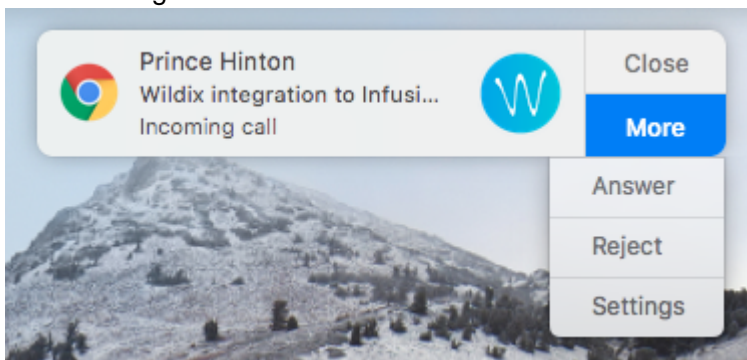 Prince Hinton
Wildix integration to Infusi...
Incoming call
Close
More
Answer
Reject
Settings